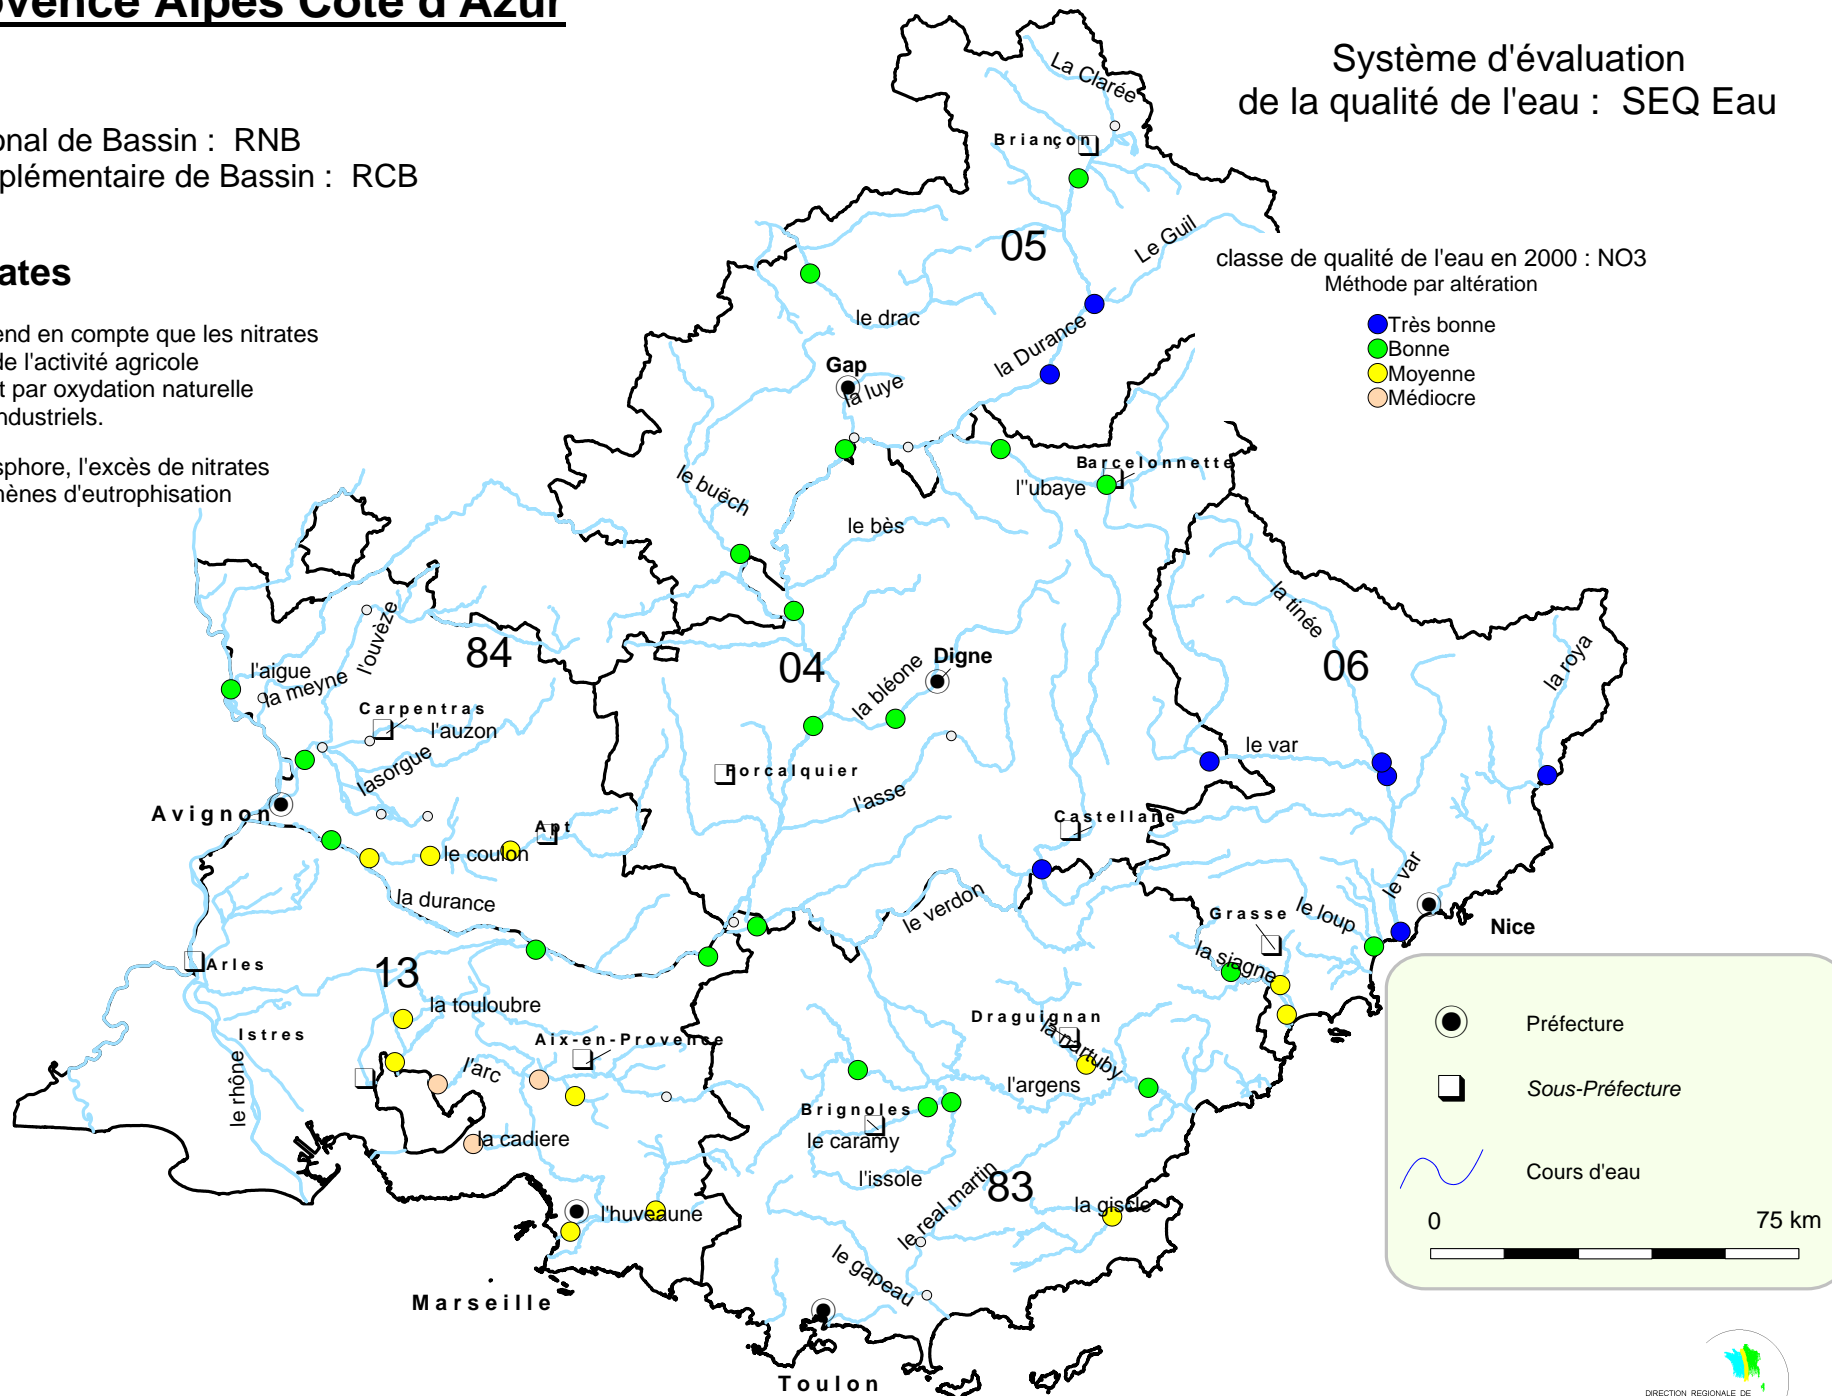 ovence Alpes Côte d'Azur
Système d'évaluation
de la qualité de l'eau : SEQ Eau
onal de Bassin : RNB
plémentaire de Bassin : RCB
ates
end en compte que les nitrates
de l'activité agricole
t par oxydation naturelle
ndustriels.
sphore, l'excès de nitrates
nènes d'eutrophisation
classe de qualité de l'eau en 2000 : NO3
Méthode par altération
Très bonne
Bonne
Moyenne
Médiocre
La Clarée
Briançon
05
Le Guil
le drac
la Durance
Gap
la luye
Barcelonnette
l''ubaye
le buëch
le bès
la tinée
l'ouvèze
84
l'aigue
la meyne
04
Digne
la bléone
06
la roya
Carpentras
l'auzon
lasorgue
le var
Forcalquier
l'asse
Avignon
Apt
Castellane
le coulon
la durance
le verdon
le var
Grasse
le loup
Nice
la siagne
Arles
13
la touloubre
Istres
Aix-en-Provence
Draguignan
la nartuby
l'arc
l'argens
le rhône
Brignoles
le caramy
la cadiere
l'issole
le real martin
83
la giscle
l'huveaune
le gapeau
Marseille
Toulon
Préfecture
Sous-Préfecture
Cours d'eau
0 75 km
DIRECTION REGIONALE DE